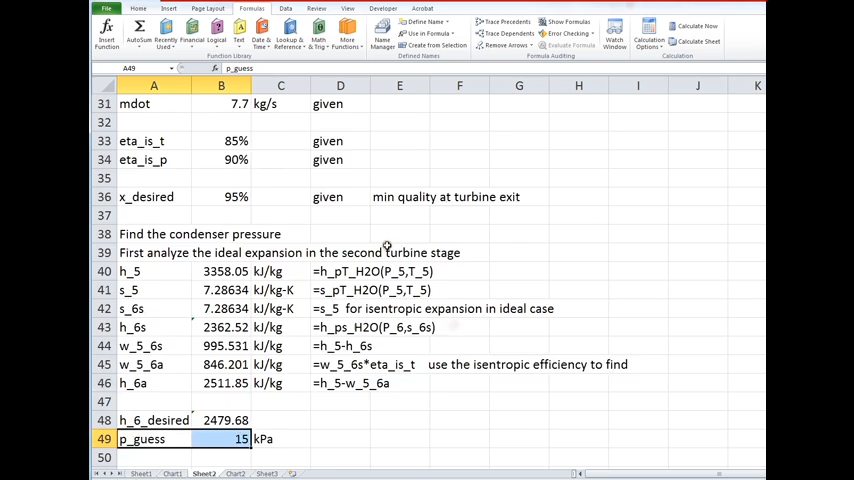 File Home Insert Page Layout Formulas Data Review View Developer Acrobat
Insert Function AutoSum Recently Used Financial Logical Text Date & Time Lookup & Reference Math & Trig More Functions Name Manager Define Name Use in Formula Create from Selection Trace Precedents Trace Dependents Remove Arrows Show Formulas Error Checking Evaluate Formula Watch Window Calculation Options Calculate Now Calculate Sheet
Function Library Defined Names Formula Auditing Calculation
A49 fx p_guess
A B C D E F G H I J K
31 mdot 7.7 kg/s given
32
33 eta_is_t 85% given
34 eta_is_p 90% given
35
36 x_desired 95% given min quality at turbine exit
37
38 Find the condenser pressure
39 First analyze the ideal expansion in the second turbine stage
40 h_5 3358.05 kJ/kg =h_pT_H2O(P_5,T_5)
41 s_5 7.28634 kJ/kg-K =s_pT_H2O(P_5,T_5)
42 s_6s 7.28634 kJ/kg-K =s_5 for isentropic expansion in ideal case
43 h_6s 2362.52 kJ/kg =h_ps_H2O(P_6,s_6s)
44 w_5_6s 995.531 kJ/kg =h_5-h_6s
45 w_5_6a 846.201 kJ/kg =w_5_6s*eta_is_t use the isentropic efficiency to find
46 h_6a 2511.85 kJ/kg =h_5-w_5_6a
47
48 h_6_desired 2479.68
49 p_guess 15 kPa
50
Sheet1 Chart1 Sheet2 Chart2 Sheet3